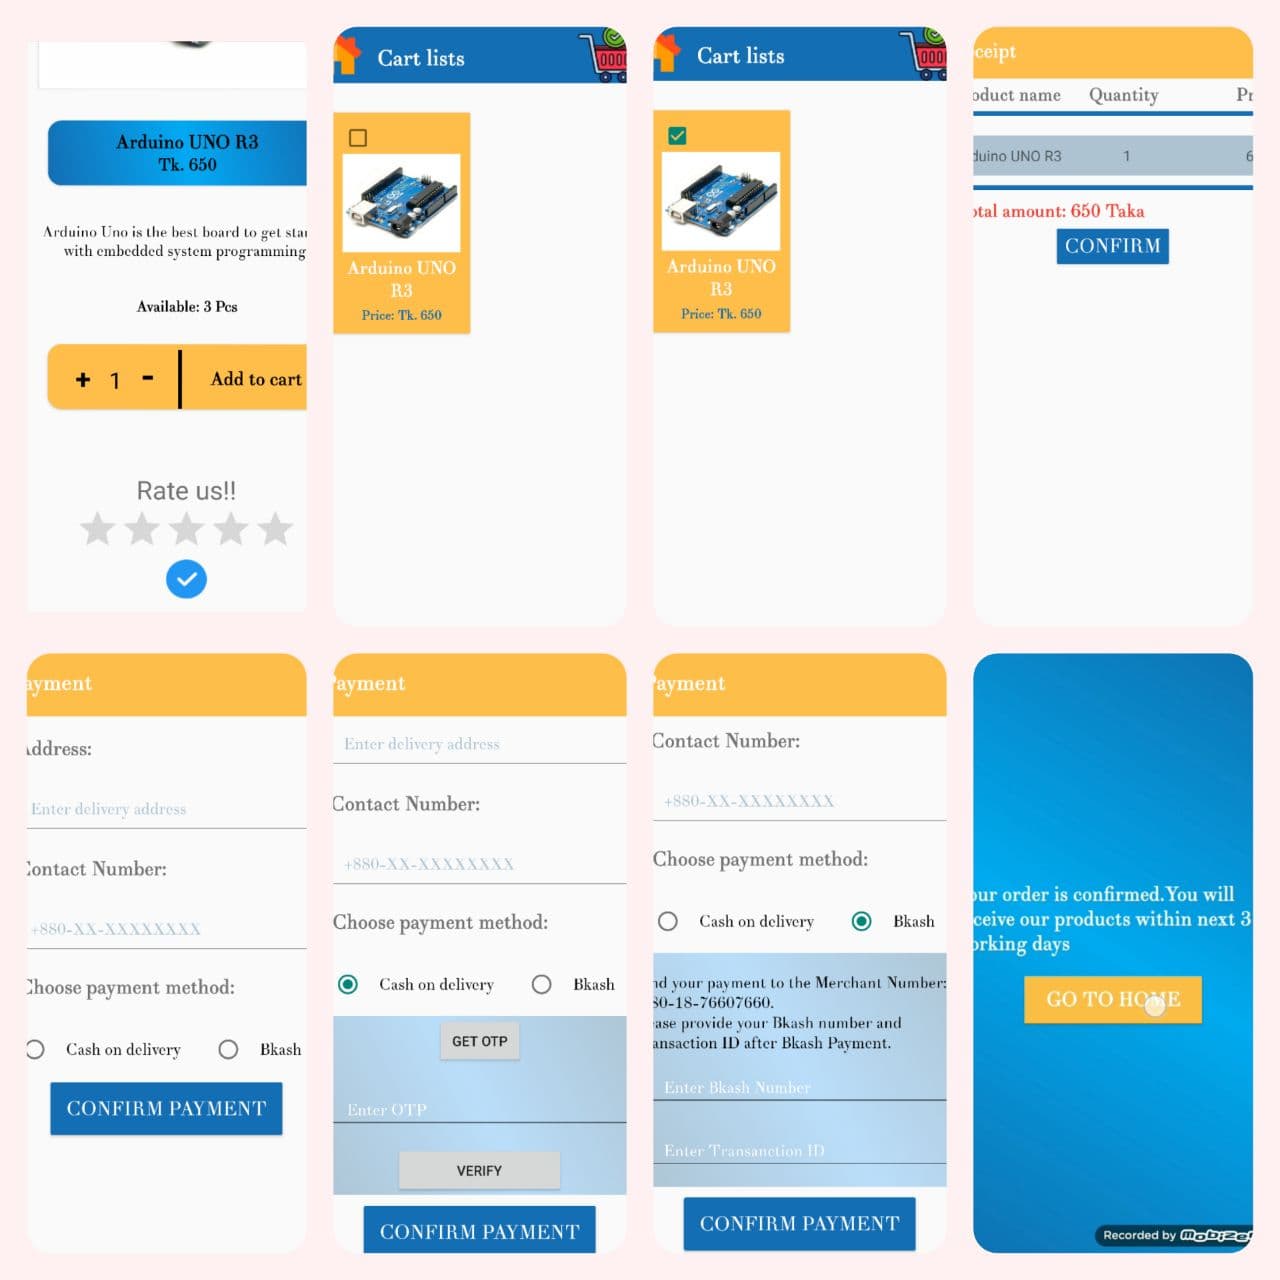 Arduino UNO R3
Tk. 650
Arduino Uno is the best board to get star
with embedded system programming
Available: 3 Pcs
+ 1 -
Add to cart
Rate us!!
Cart lists
Arduino UNO
R3
Price: Tk. 650
Cart lists
Arduino UNO
R3
Price: Tk. 650
ceipt
oduct name Quantity Pr
duino UNO R3 1 6
otal amount: 650 Taka
CONFIRM
ayment
Address:
Enter delivery address
Contact Number:
+880-XX-XXXXXXXX
Choose payment method:
Cash on delivery Bkash
CONFIRM PAYMENT
Payment
Enter delivery address
Contact Number:
+880-XX-XXXXXXXX
Choose payment method:
Cash on delivery Bkash
GET OTP
Enter OTP
VERIFY
CONFIRM PAYMENT
Payment
Contact Number:
+880-XX-XXXXXXXX
Choose payment method:
Cash on delivery Bkash
nd your payment to the Merchant Number:
80-18-76607660.
ease provide your Bkash number and
ansaction ID after Bkash Payment.
Enter Bkash Number
Enter Transanction ID
CONFIRM PAYMENT
our order is confirmed.You will
ceive our products within next 3
orking days
GO TO HOME
Recorded by mobizen